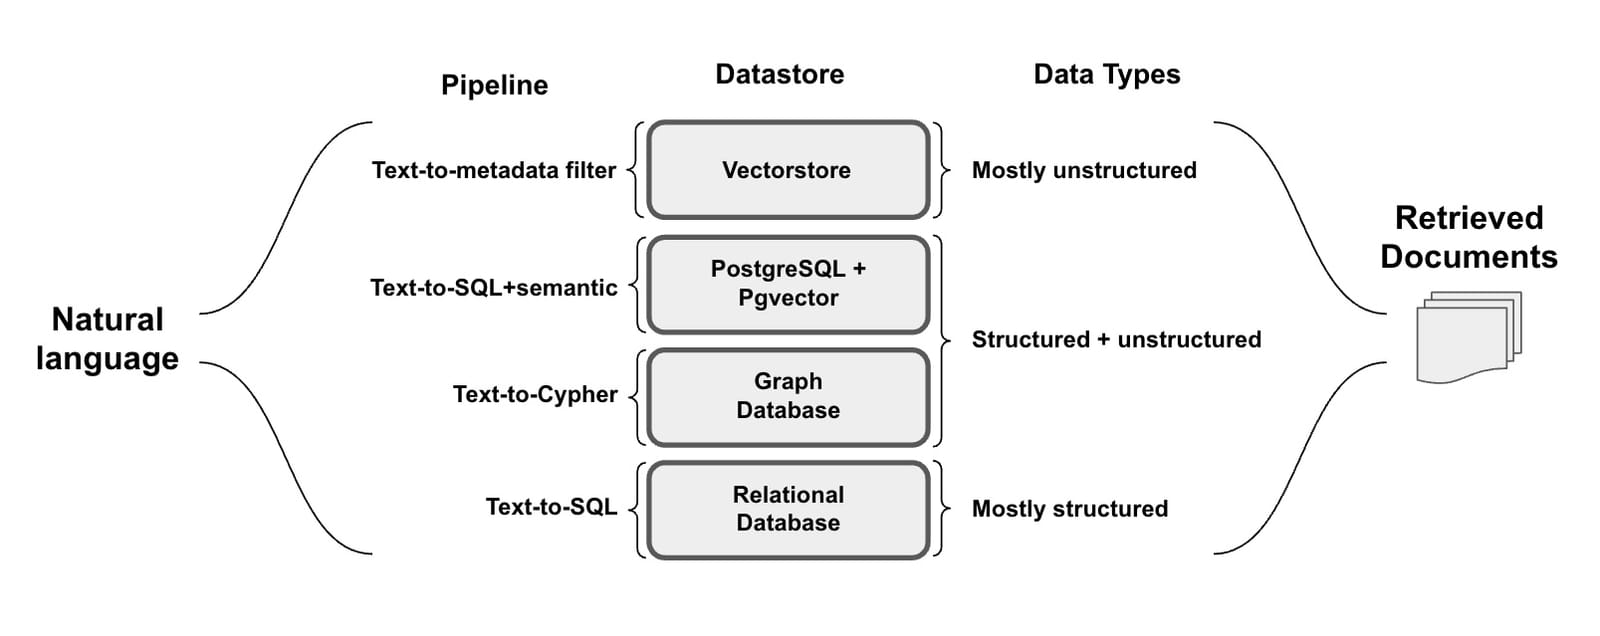 Pipeline
Datastore
Data Types
Text-to-metadata filter
Vectorstore
Mostly unstructured
Text-to-SQL+semantic
PostgreSQL +
Pgvector
Structured + unstructured
Text-to-Cypher
Graph
Database
Text-to-SQL
Relational
Database
Mostly structured
Natural
language
Retrieved
Documents